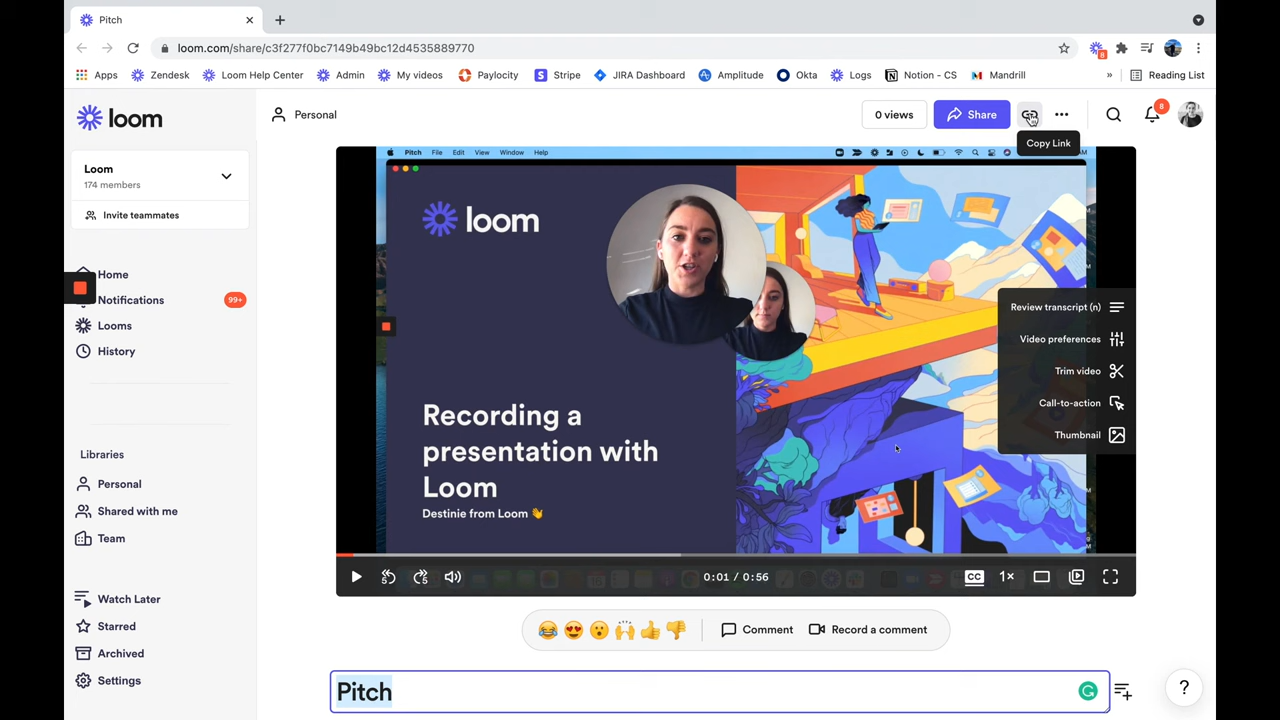 Pitch
loom.com/share/c3f277f0bc7149b49bc12d4535889770
8
Apps Zendesk Loom Help Center Admin My videos Paylocity Stripe JIRA Dashboard Amplitude Okta Logs Notion - CS Mandrill » Reading List
loom
Personal
0 views
Share
8
Copy Link
Loom
174 members
Invite teammates
Home
Notifications 99+
Looms
History
Libraries
Personal
Shared with me
Team
Watch Later
Starred
Archived
Settings
Pitch File Edit View Window Help
loom
Recording a
presentation with
Loom
Destinie from Loom 👋
Review transcript (n)
Video preferences
Trim video
Call-to-action
Thumbnail
0:01 / 0:56
CC
1×
Comment
Record a comment
Pitch
?